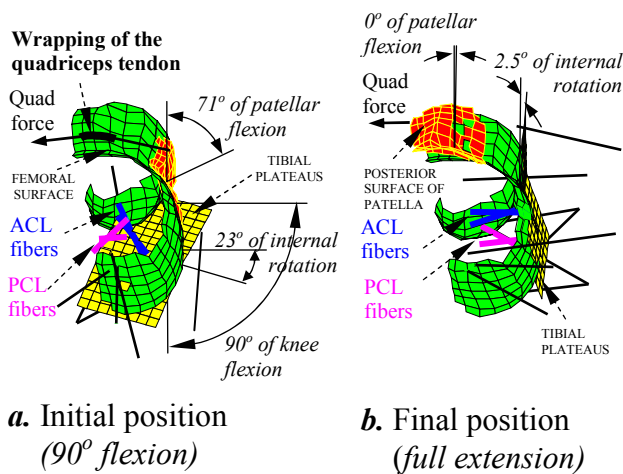 Wrapping of the
quadriceps tendon
Quad
force
71° of patellar
flexion
FEMORAL
SURFACE
TIBIAL
PLATEAUS
ACL
fibers
23° of internal
rotation
PCL
fibers
90° of knee
flexion
a. Initial position
(90° flexion)
0° of patellar
flexion
2.5° of internal
rotation
Quad
force
POSTERIOR
SURFACE OF
PATELLA
ACL
fibers
PCL
fibers
TIBIAL
PLATEAUS
b. Final position
(full extension)